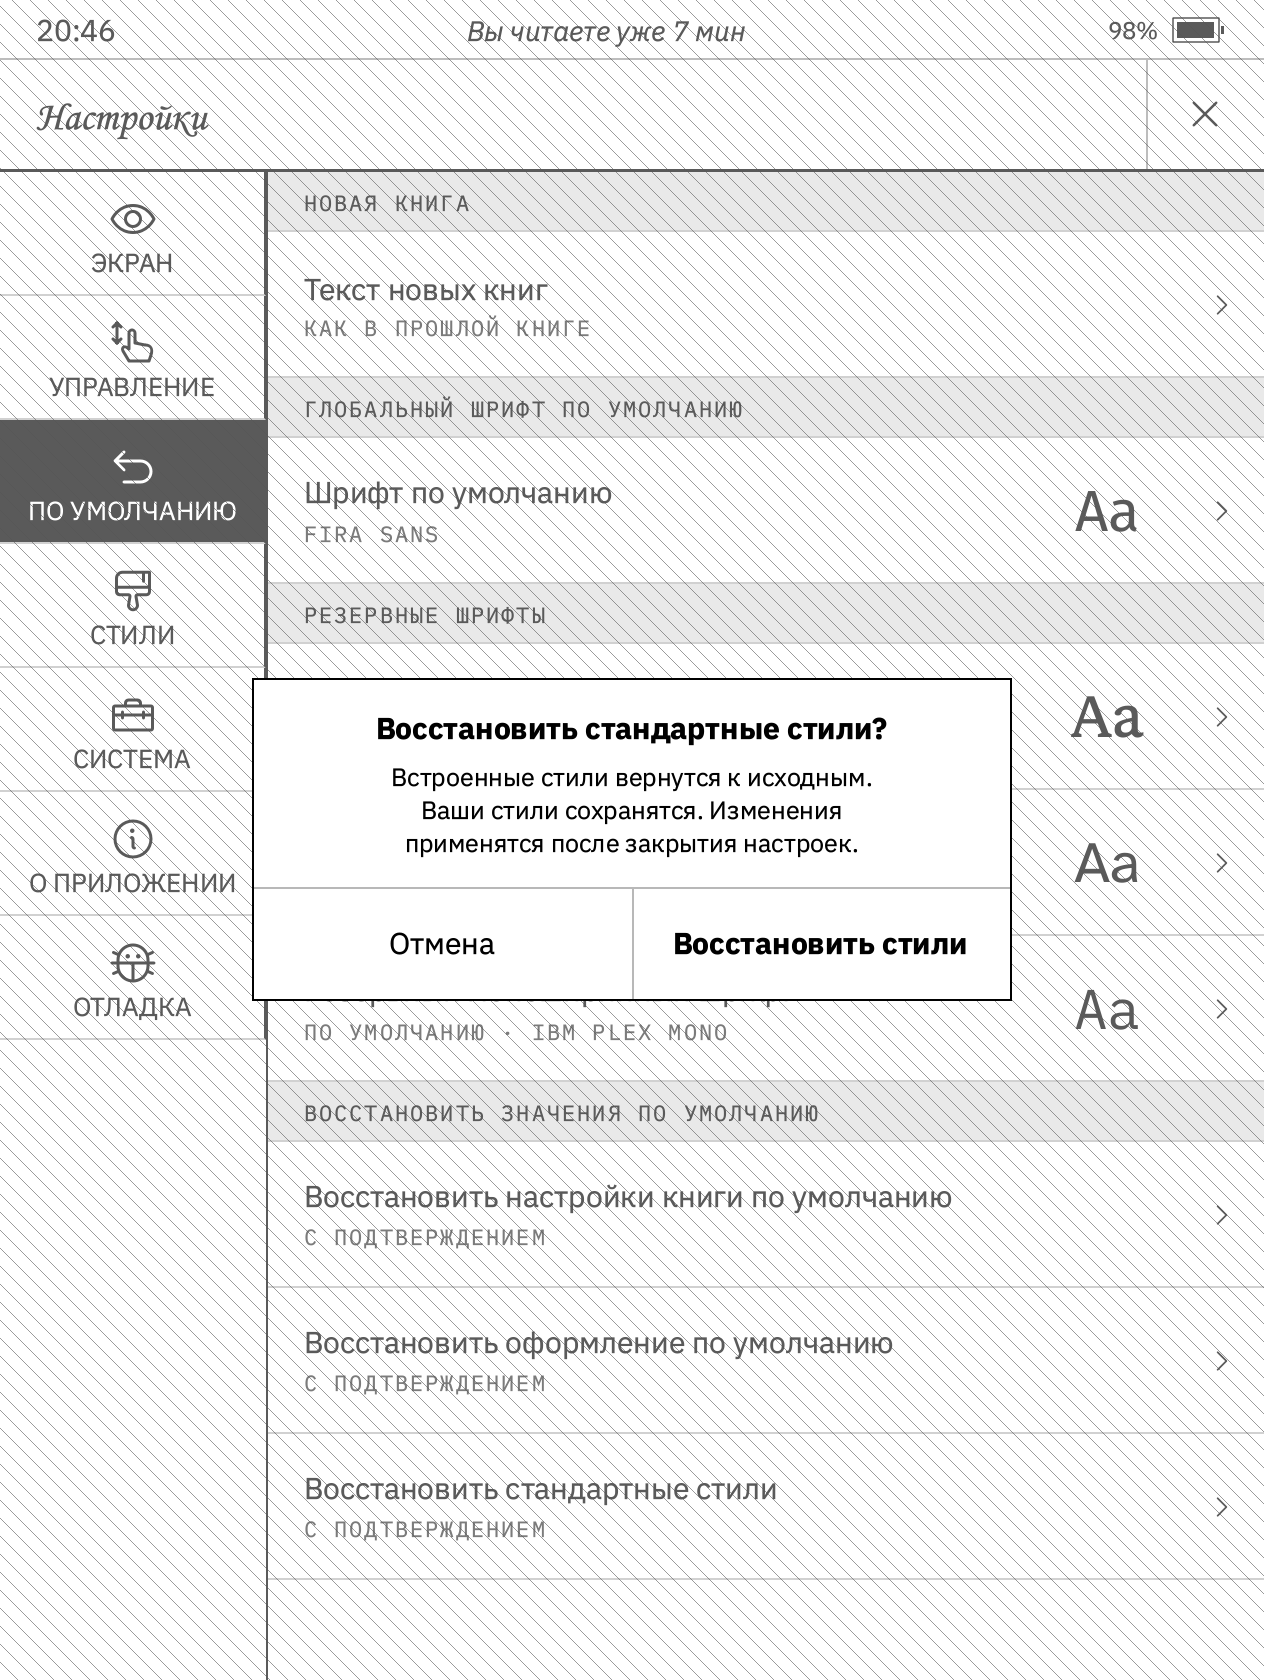 20:46
Вы читаете уже 7 мин
98%
Настройки
ЭКРАН
УПРАВЛЕНИЕ
ПО УМОЛЧАНИЮ
СТИЛИ
СИСТЕМА
О ПРИЛОЖЕНИИ
ОТЛАДКА
НОВАЯ КНИГА
Текст новых книг
КАК В ПРОШЛОЙ КНИГЕ
ГЛОБАЛЬНЫЙ ШРИФТ ПО УМОЛЧАНИЮ
Шрифт по умолчанию
FIRA SANS
Aa
РЕЗЕРВНЫЕ ШРИФТЫ
Aa
Aa
Восстановить стандартные стили?
Встроенные стили вернутся к исходным.
Ваши стили сохранятся. Изменения
применятся после закрытия настроек.
Отмена
Восстановить стили
ПО УМОЛЧАНИЮ · IBM PLEX MONO
Aa
ВОССТАНОВИТЬ ЗНАЧЕНИЯ ПО УМОЛЧАНИЮ
Восстановить настройки книги по умолчанию
С ПОДТВЕРЖДЕНИЕМ
Восстановить оформление по умолчанию
С ПОДТВЕРЖДЕНИЕМ
Восстановить стандартные стили
С ПОДТВЕРЖДЕНИЕМ